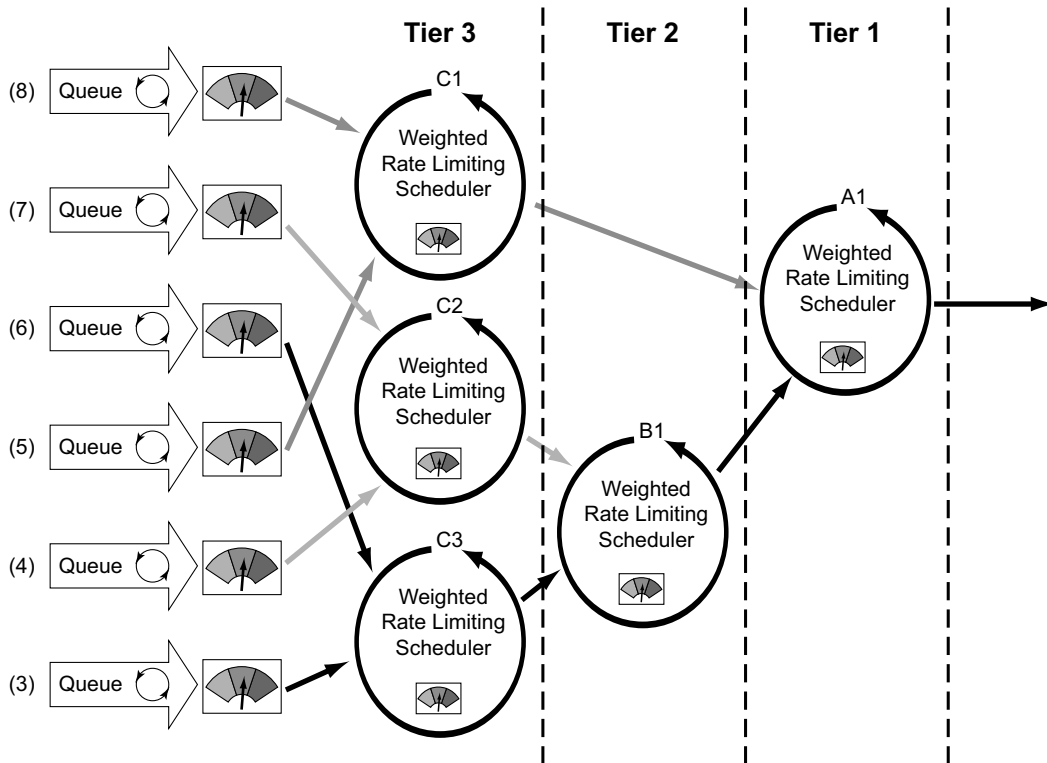 Tier 3
Tier 2
Tier 1
(8)
Queue
C1
Weighted
Rate Limiting
Scheduler
(7)
Queue
A1
Weighted
Rate Limiting
Scheduler
(6)
Queue
C2
Weighted
Rate Limiting
Scheduler
(5)
Queue
B1
Weighted
Rate Limiting
Scheduler
(4)
Queue
C3
Weighted
Rate Limiting
Scheduler
(3)
Queue